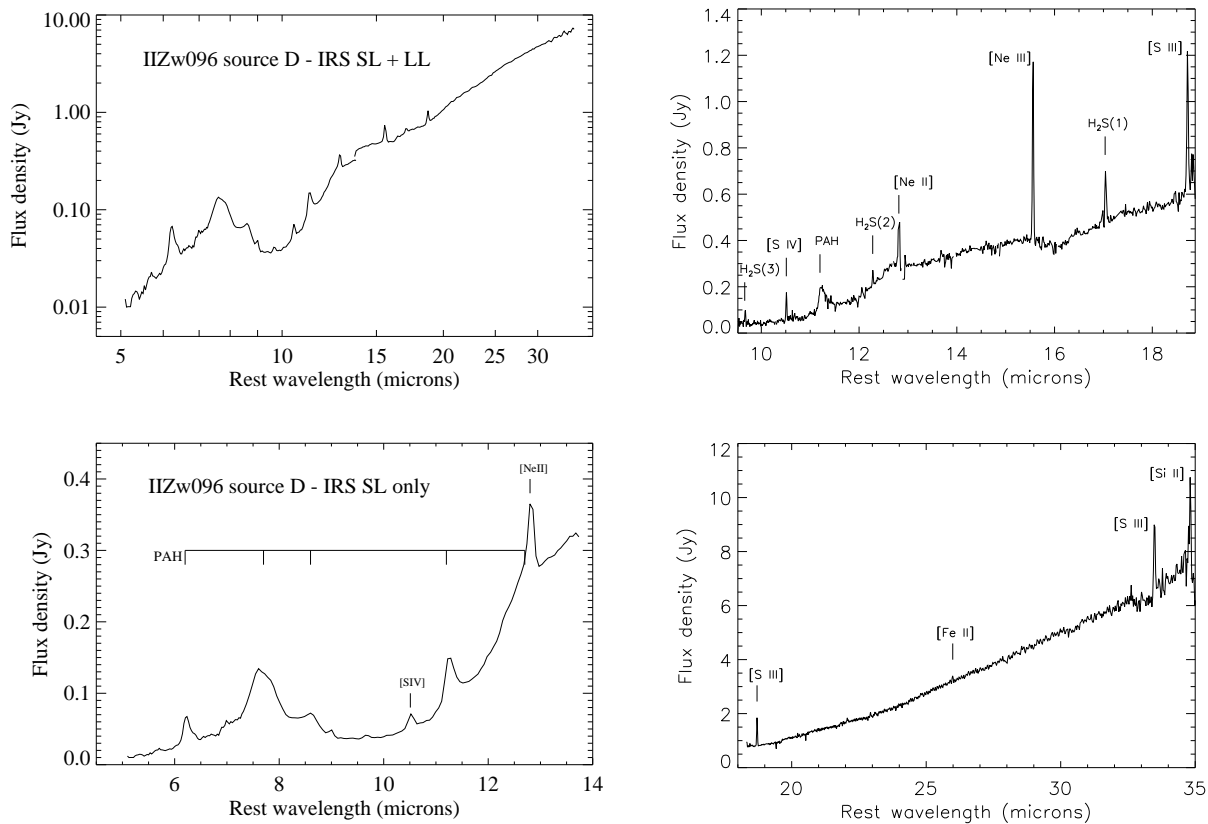 IIZw096 source D - IRS SL + LL
Flux density (Jy)
10.00
1.00
0.10
0.01
5
10
15
20
25
30
Rest wavelength (microns)
Flux density (Jy)
1.4
1.2
1.0
0.8
0.6
0.4
0.2
0.0
H₂S(3)
[S IV]
PAH
H₂S(2)
[Ne II]
[Ne III]
H₂S(1)
[S III]
10
12
14
16
18
Rest wavelength (microns)
IIZw096 source D - IRS SL only
Flux density (Jy)
0.4
0.3
0.2
0.1
0.0
PAH
[SIV]
[NeII]
6
8
10
12
14
Rest wavelength (microns)
Flux density (Jy)
12
10
8
6
4
2
0
[S III]
[Fe II]
[S III]
[Si II]
20
25
30
35
Rest wavelength (microns)